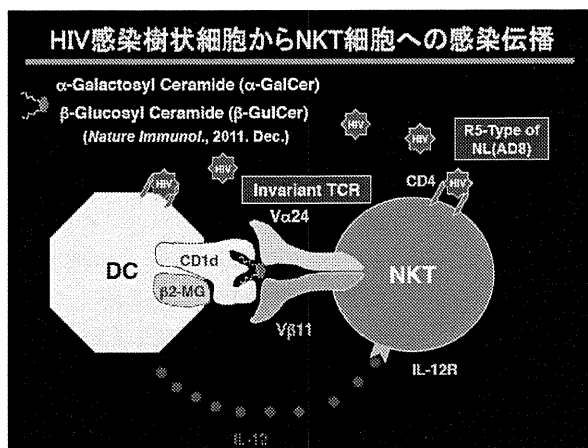 HIV感染樹状細胞からNKT細胞への感染伝播
α-Galactosyl Ceramide (α-GalCer)
β-Glucosyl Ceramide (β-GulCer)
(Nature Immunol., 2011. Dec.)
HIV
HIV
R5-Type of
NL(AD8)
HIV
HIV
CD4
HIV
Invariant TCR
Vα24
DC
CD1d
β2-MG
NKT
Vβ11
IL-12R
IL-12